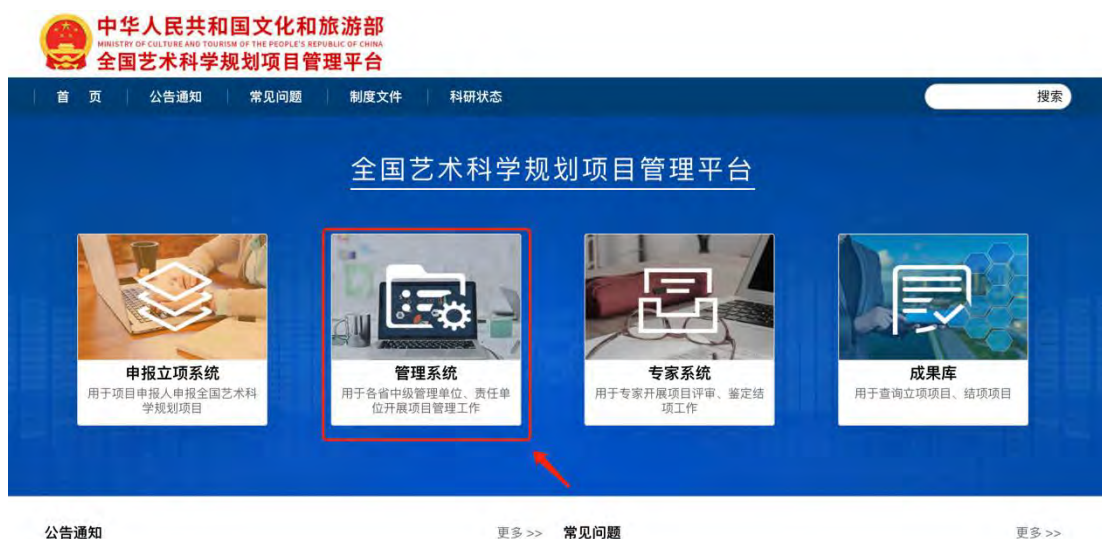 中华人民共和国文化和旅游部
MINISTRY OF CULTURE AND TOURISM OF THE PEOPLE'S REPUBLIC OF CHINA
全国艺术科学规划项目管理平台
首 页 公告通知 常见问题 制度文件 科研状态 搜索
全国艺术科学规划项目管理平台
申报立项系统
用于项目申报人申报全国艺术科
学规划项目
管理系统
用于各省中级管理单位、责任单
位开展项目管理工作
专家系统
用于专家开展项目评审、鉴定结
项工作
成果库
用于查询立项项目、结项项目
公告通知 更多 >> 常见问题 更多 >>